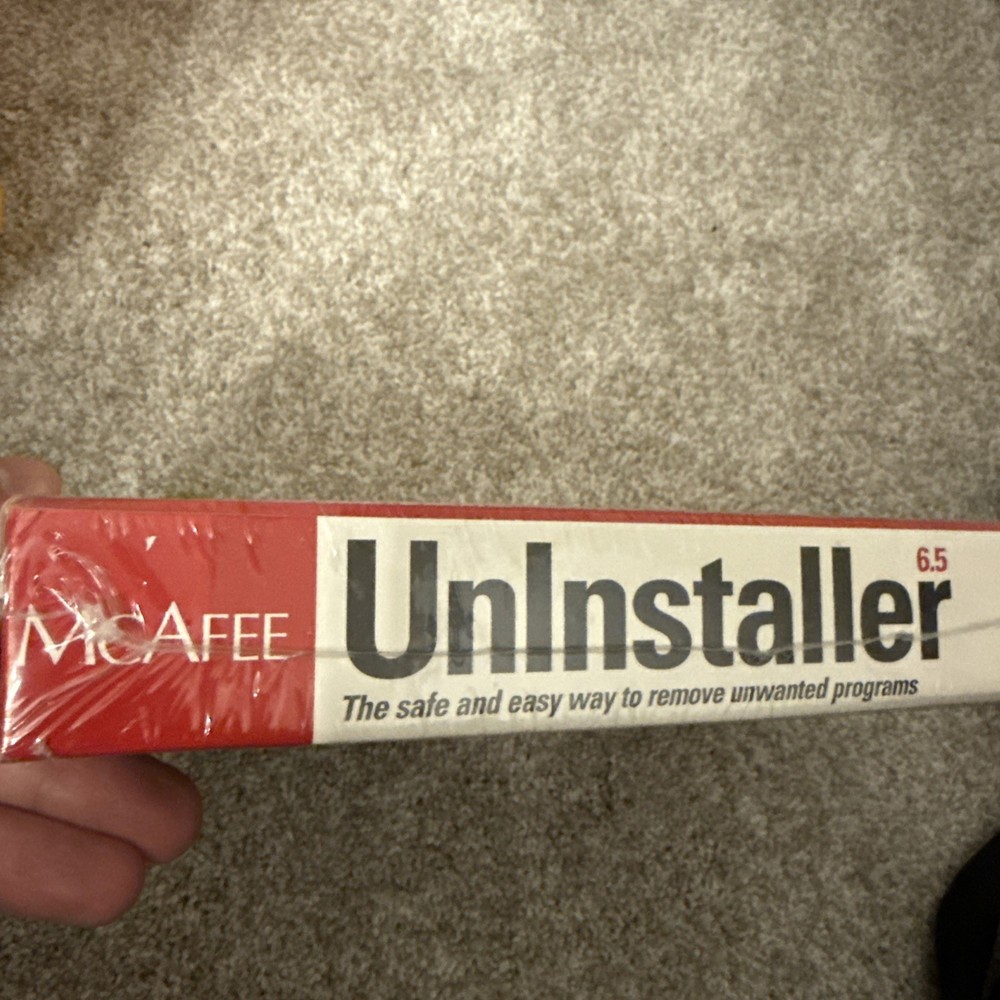 McAFEE
UnInstaller 6.5
The safe and easy way to remove unwanted programs